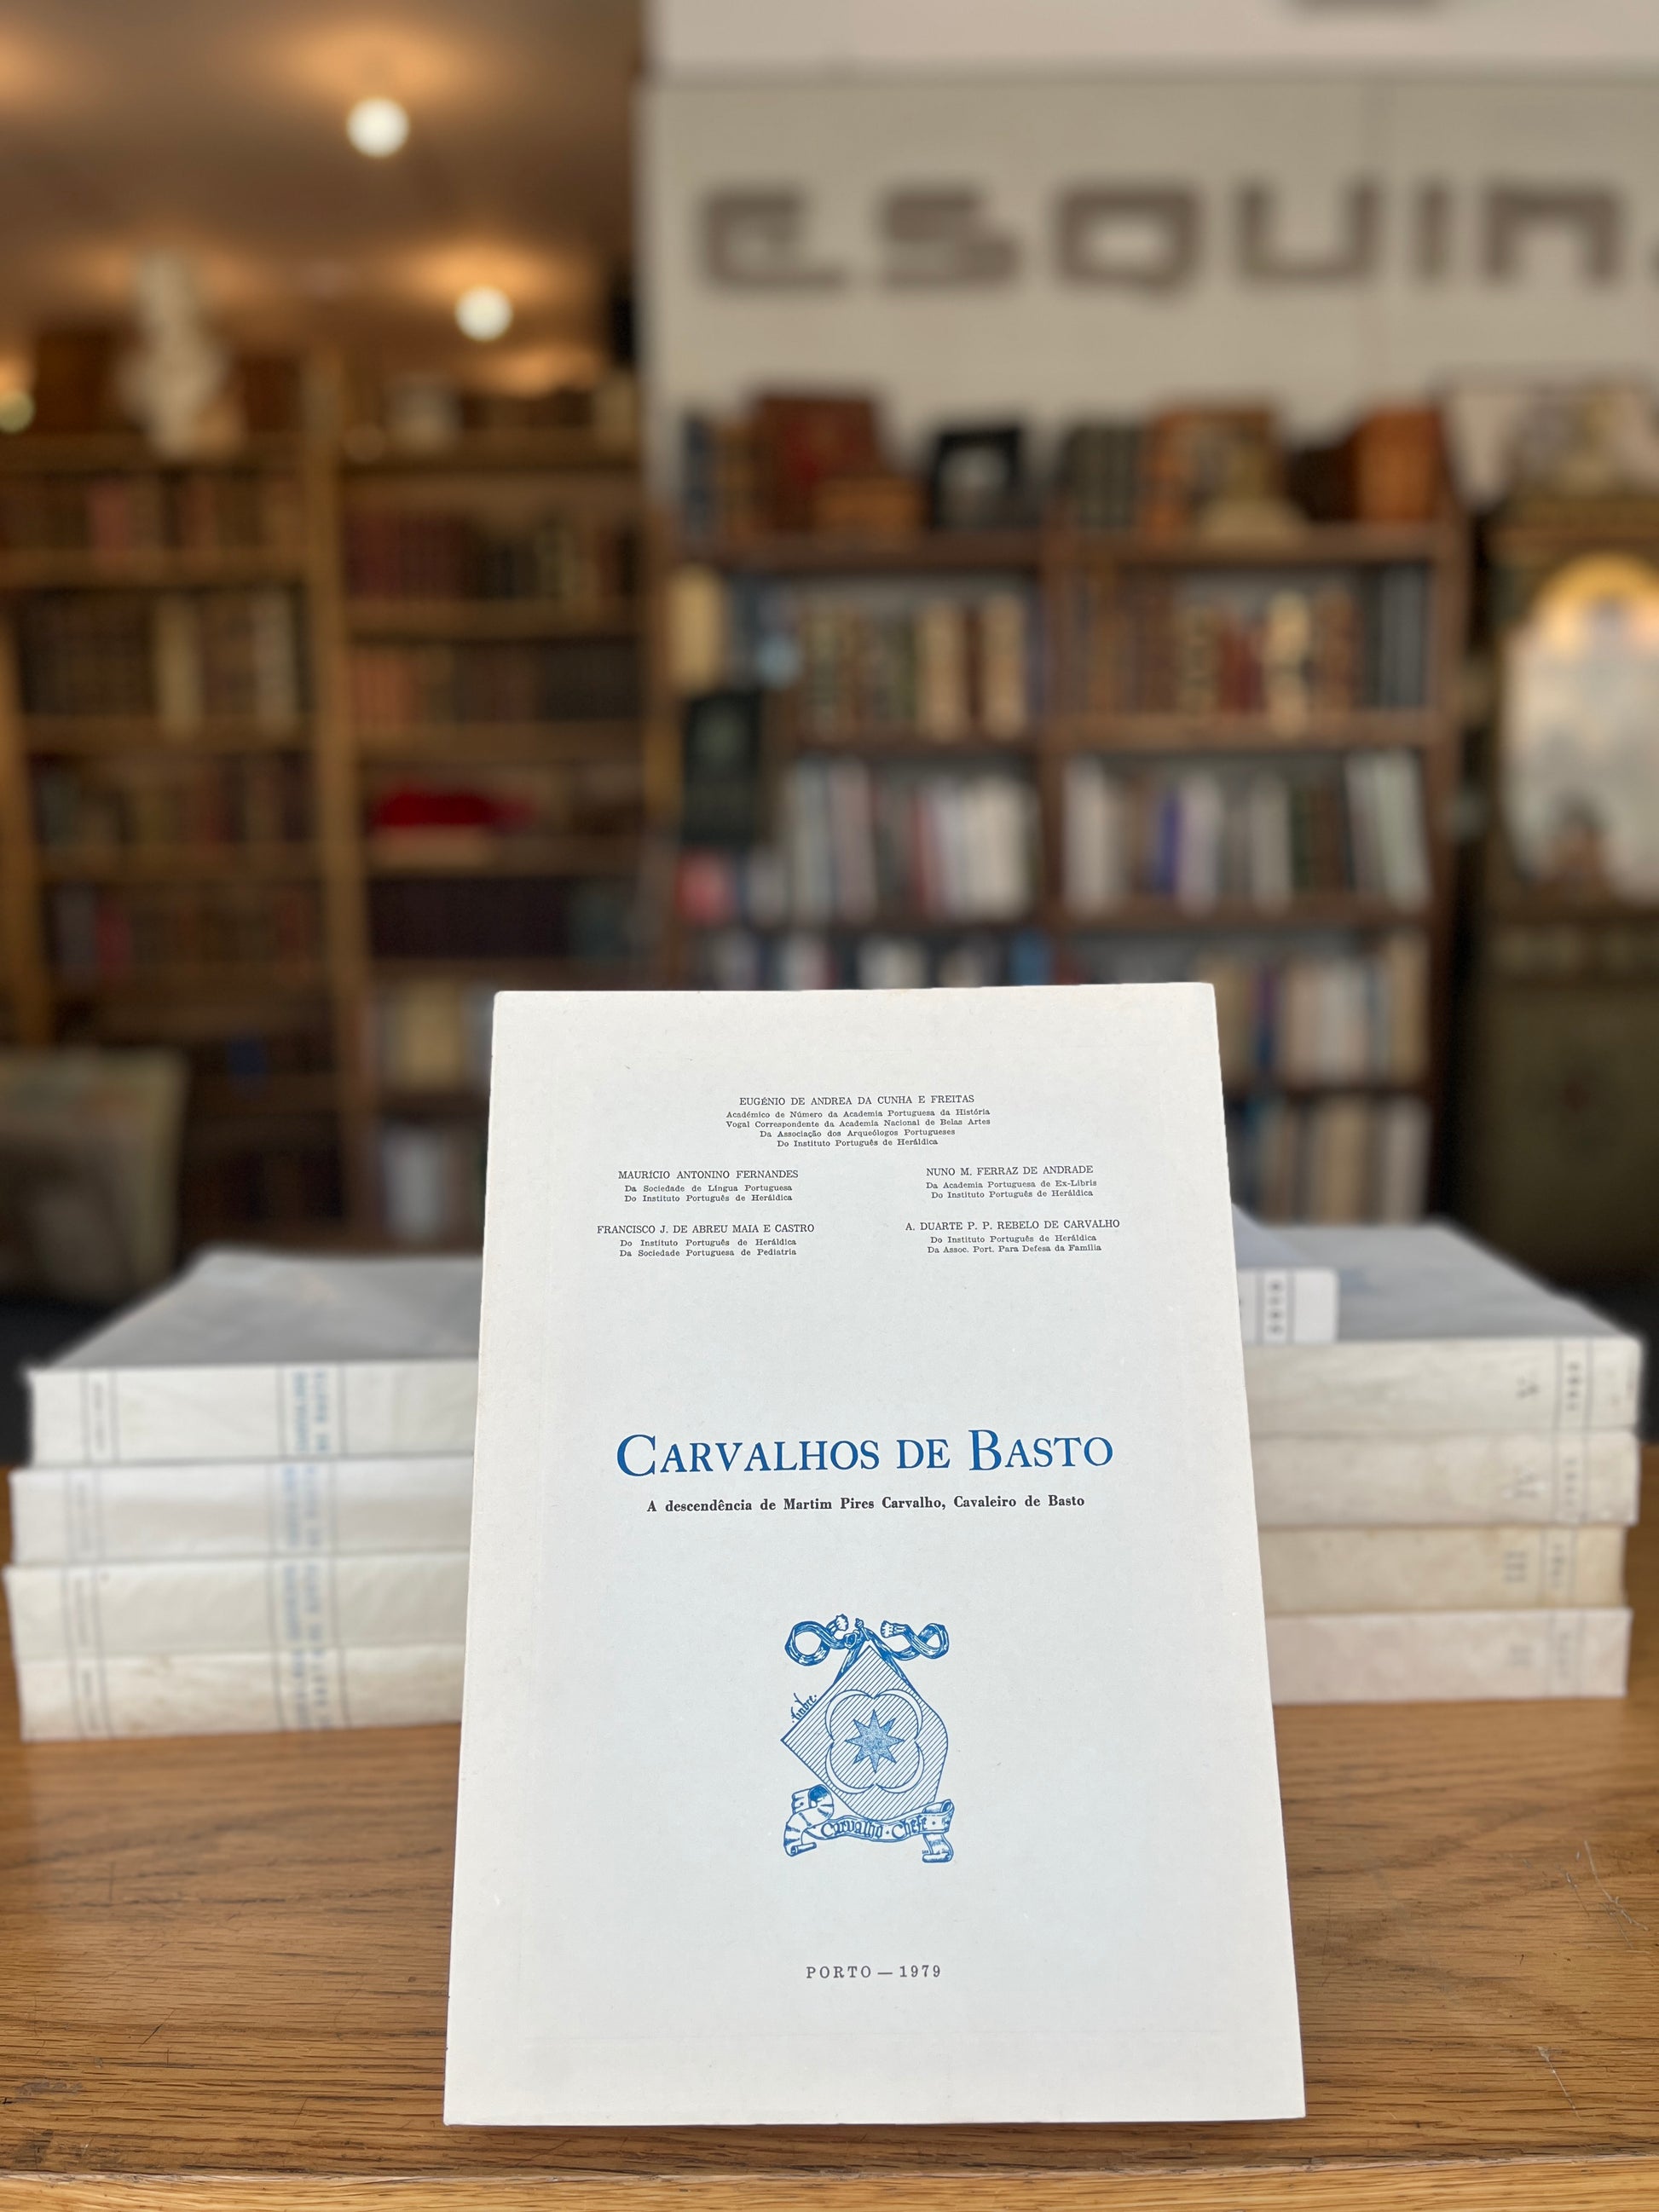 ESQUIN
EUGÉNIO DE ANDREA DA CUNHA E FREITAS
Académico de Número da Academia Portuguesa da História
Vogal Correspondente da Academia Nacional de Belas Artes
Da Associação dos Arqueólogos Portugueses
Do Instituto Português de Heráldica
MAURÍCIO ANTONINO FERNANDES
Da Sociedade de Língua Portuguesa
Do Instituto Português de Heráldica
NUNO M. FERRAZ DE ANDRADE
Da Academia Portuguesa de Ex-Libris
Do Instituto Português de Heráldica
FRANCISCO J. DE ABREU MAIA E CASTRO
Do Instituto Português de Heráldica
Da Sociedade Portuguesa de Pediatria
A. DUARTE P. P. REBELO DE CARVALHO
Do Instituto Português de Heráldica
Da Assoc. Port. Para Defesa da Família
CARVALHOS DE BASTO
A descendência de Martim Pires Carvalho, Cavaleiro de Basto
timbre.
Carvalho · Chefe
PORTO — 1979
V
IV
III